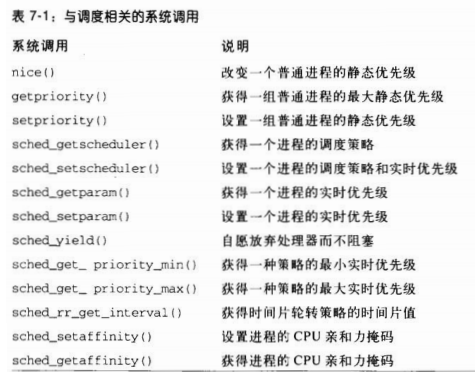 表 7-1：与调度相关的系统调用
系统调用 说明
nice() 改变一个普通进程的静态优先级
getpriority() 获得一组普通进程的最大静态优先级
setpriority() 设置一组普通进程的静态优先级
sched_getscheduler() 获得一个进程的调度策略
sched_setscheduler() 设置一个进程的调度策略和实时优先级
sched_getparam() 获得一个进程的实时优先级
sched_setparam() 设置一个进程的实时优先级
sched_yield() 自愿放弃处理器而不阻塞
sched_get_ priority_min() 获得一种策略的最小实时优先级
sched_get_ priority_max() 获得一种策略的最大实时优先级
sched_rr_get_interval() 获得时间片轮转策略的时间片值
sched_setaffinity() 设置进程的 CPU 亲和力掩码
sched_getaffinity() 获得进程的 CPU 亲和力掩码